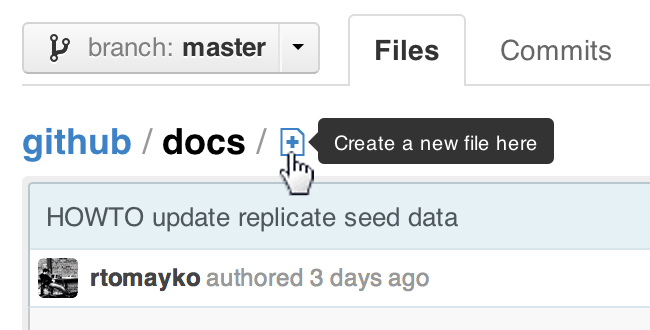 branch: master
Files
Commits
github / docs /
Create a new file here
HOWTO update replicate seed data
rtomayko authored 3 days ago